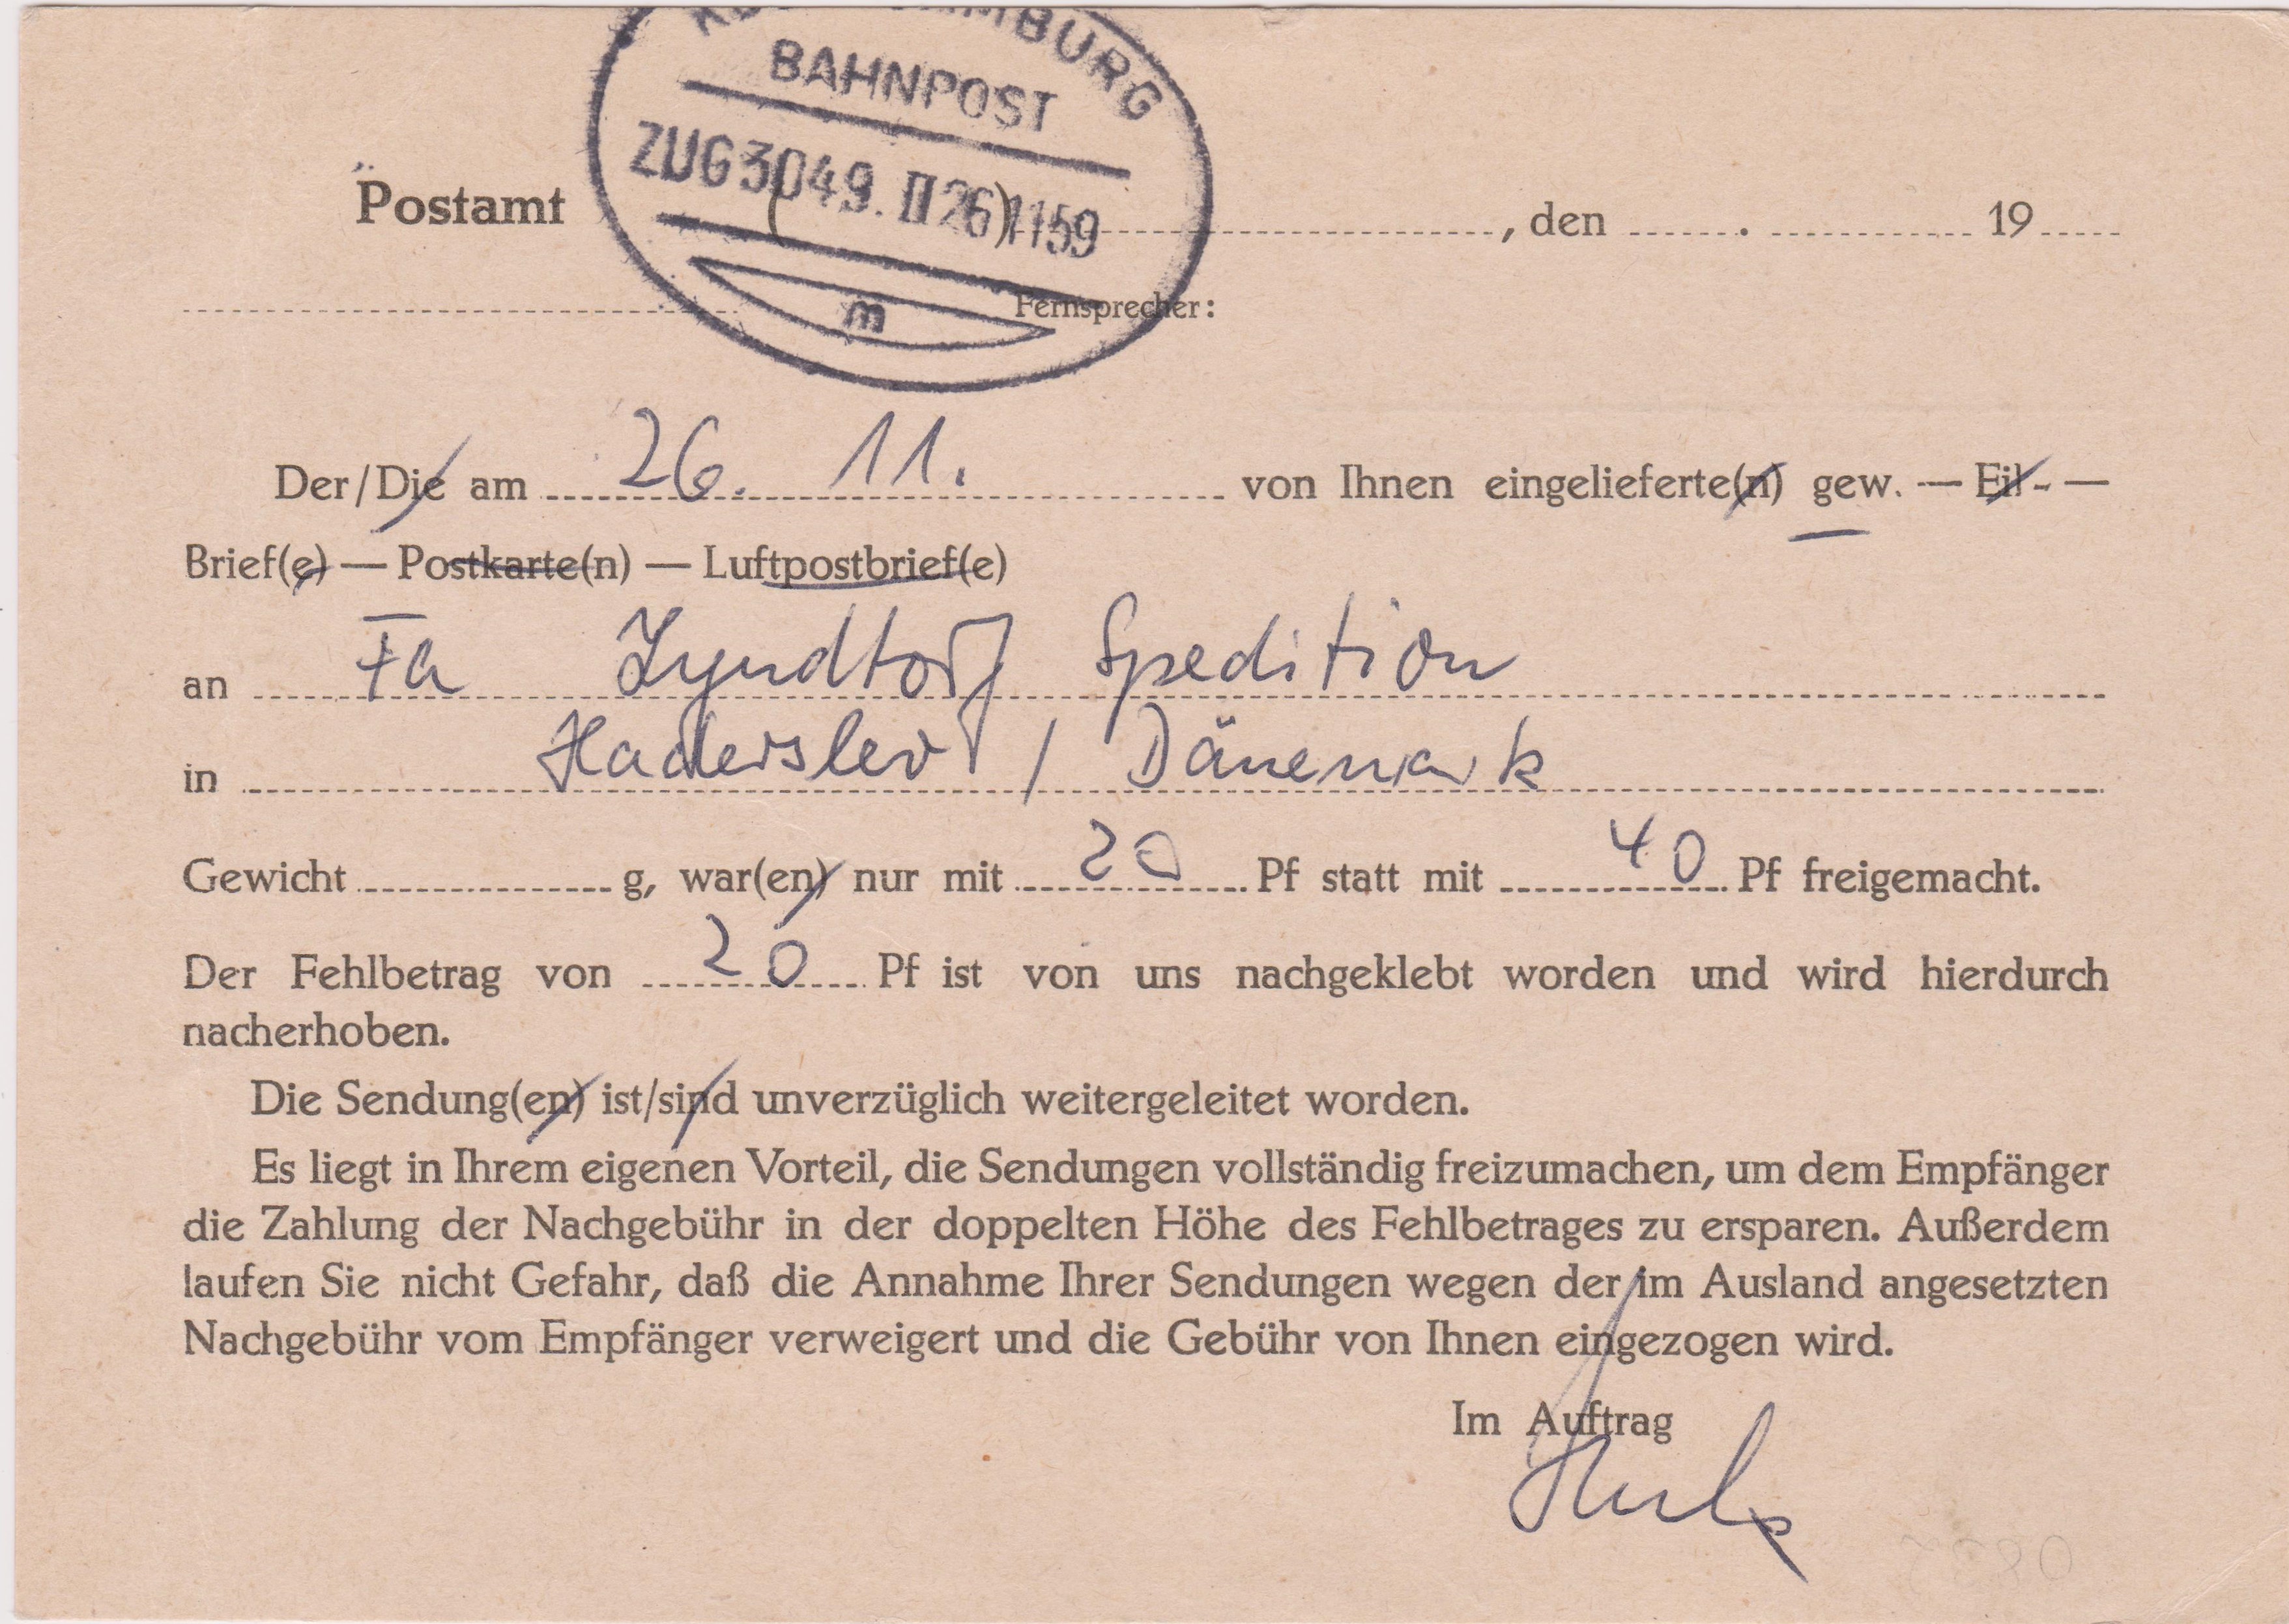 MBURG
BAHNPOST
ZUG 3049. II 261159
m
Postamt ( ) , den . 19
Fernsprecher:
Der/Die am 26. 11. von Ihnen eingelieferte(n) gew. — Eil- —
Brief(e) — Postkarte(n) — Luftpostbrief(e)
an Fa Lyndtorf Spedition
in Haderslev / Dänemark
Gewicht g, war(en) nur mit 20 Pf statt mit 40 Pf freigemacht.
Der Fehlbetrag von 20 Pf ist von uns nachgeklebt worden und wird hierdurch
nacherhoben.
Die Sendung(en) ist/sind unverzüglich weitergeleitet worden.
Es liegt in Ihrem eigenen Vorteil, die Sendungen vollständig freizumachen, um dem Empfänger
die Zahlung der Nachgebühr in der doppelten Höhe des Fehlbetrages zu ersparen. Außerdem
laufen Sie nicht Gefahr, daß die Annahme Ihrer Sendungen wegen der im Ausland angesetzten
Nachgebühr vom Empfänger verweigert und die Gebühr von Ihnen eingezogen wird.
Im Auftrag